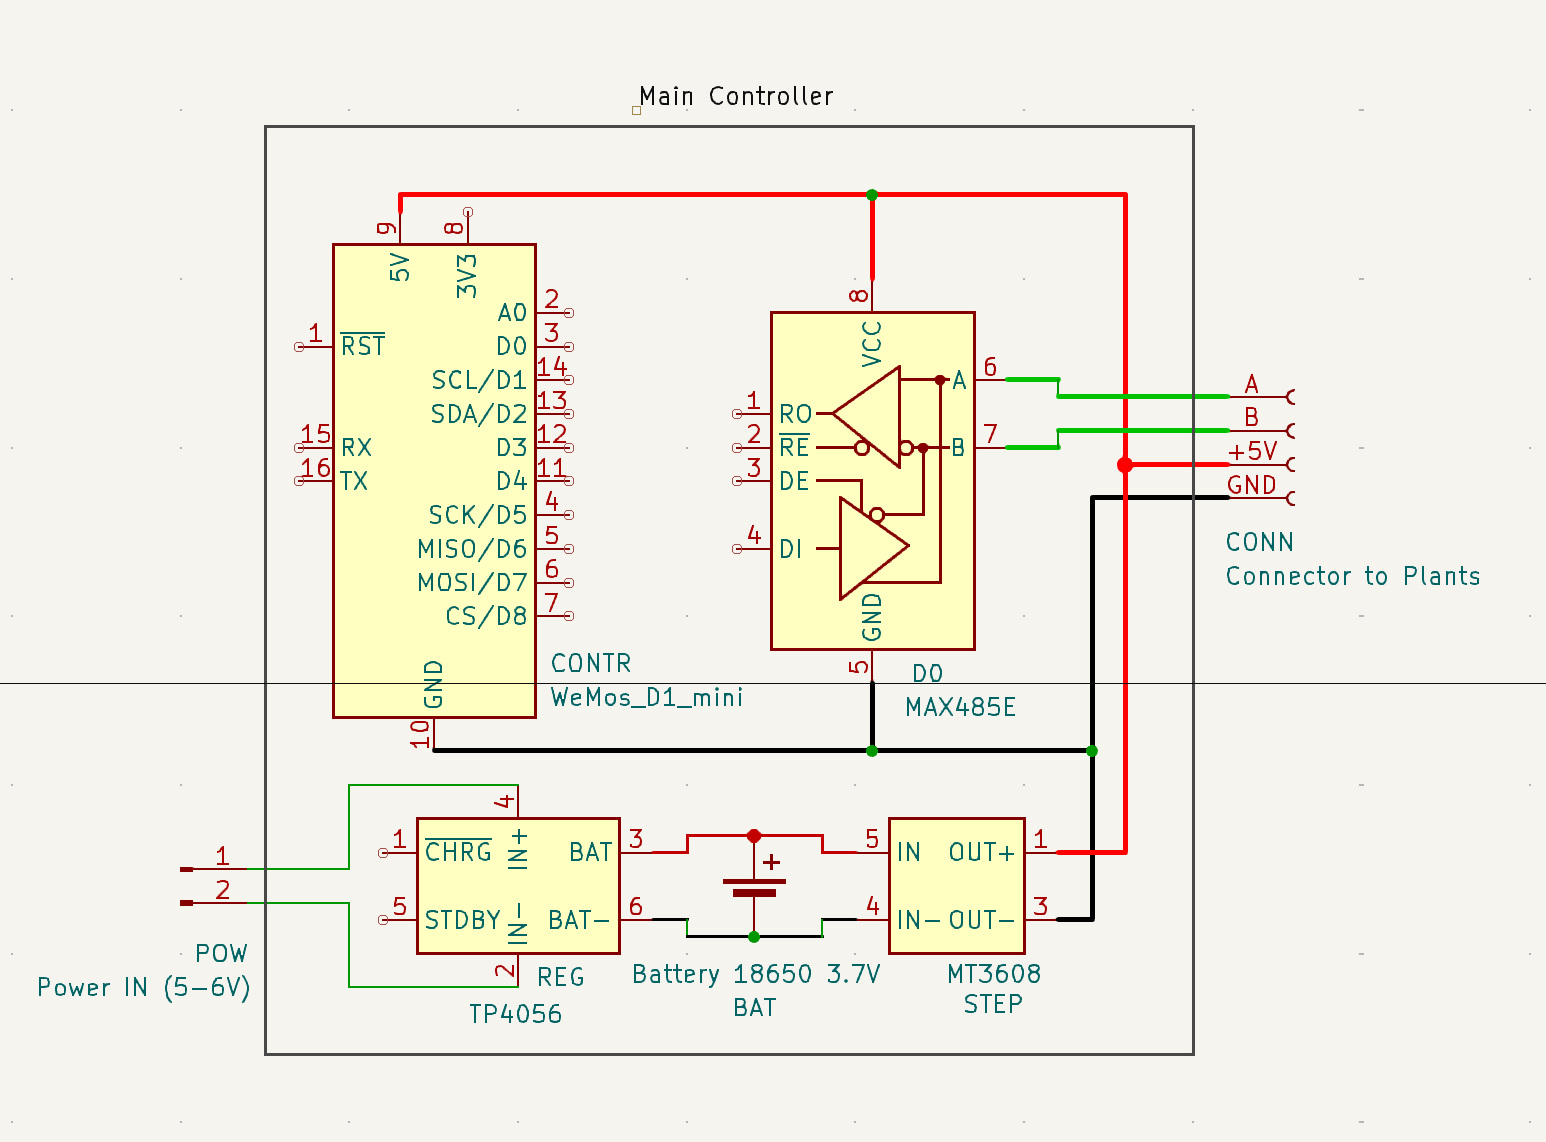 Main Controller
9
8
5V
3V3
A0
2
D0
3
1
RST
SCL/D1
14
SDA/D2
13
15
RX
D3
12
16
TX
D4
11
SCK/D5
4
MISO/D6
5
MOSI/D7
6
CS/D8
7
GND
10
CONTR
WeMos_D1_mini
8
VCC
A
6
1
RO
2
RE
B
7
3
DE
4
DI
GND
5
D0
MAX485E
A
B
+5V
GND
CONN
Connector to Plants
1
2
POW
Power IN (5-6V)
4
1
CHRG
IN+
BAT
3
5
STDBY
IN-
BAT-
6
2
REG
TP4056
+
Battery 18650 3.7V
BAT
5
IN
OUT+
1
4
IN-
OUT-
3
MT3608
STEP